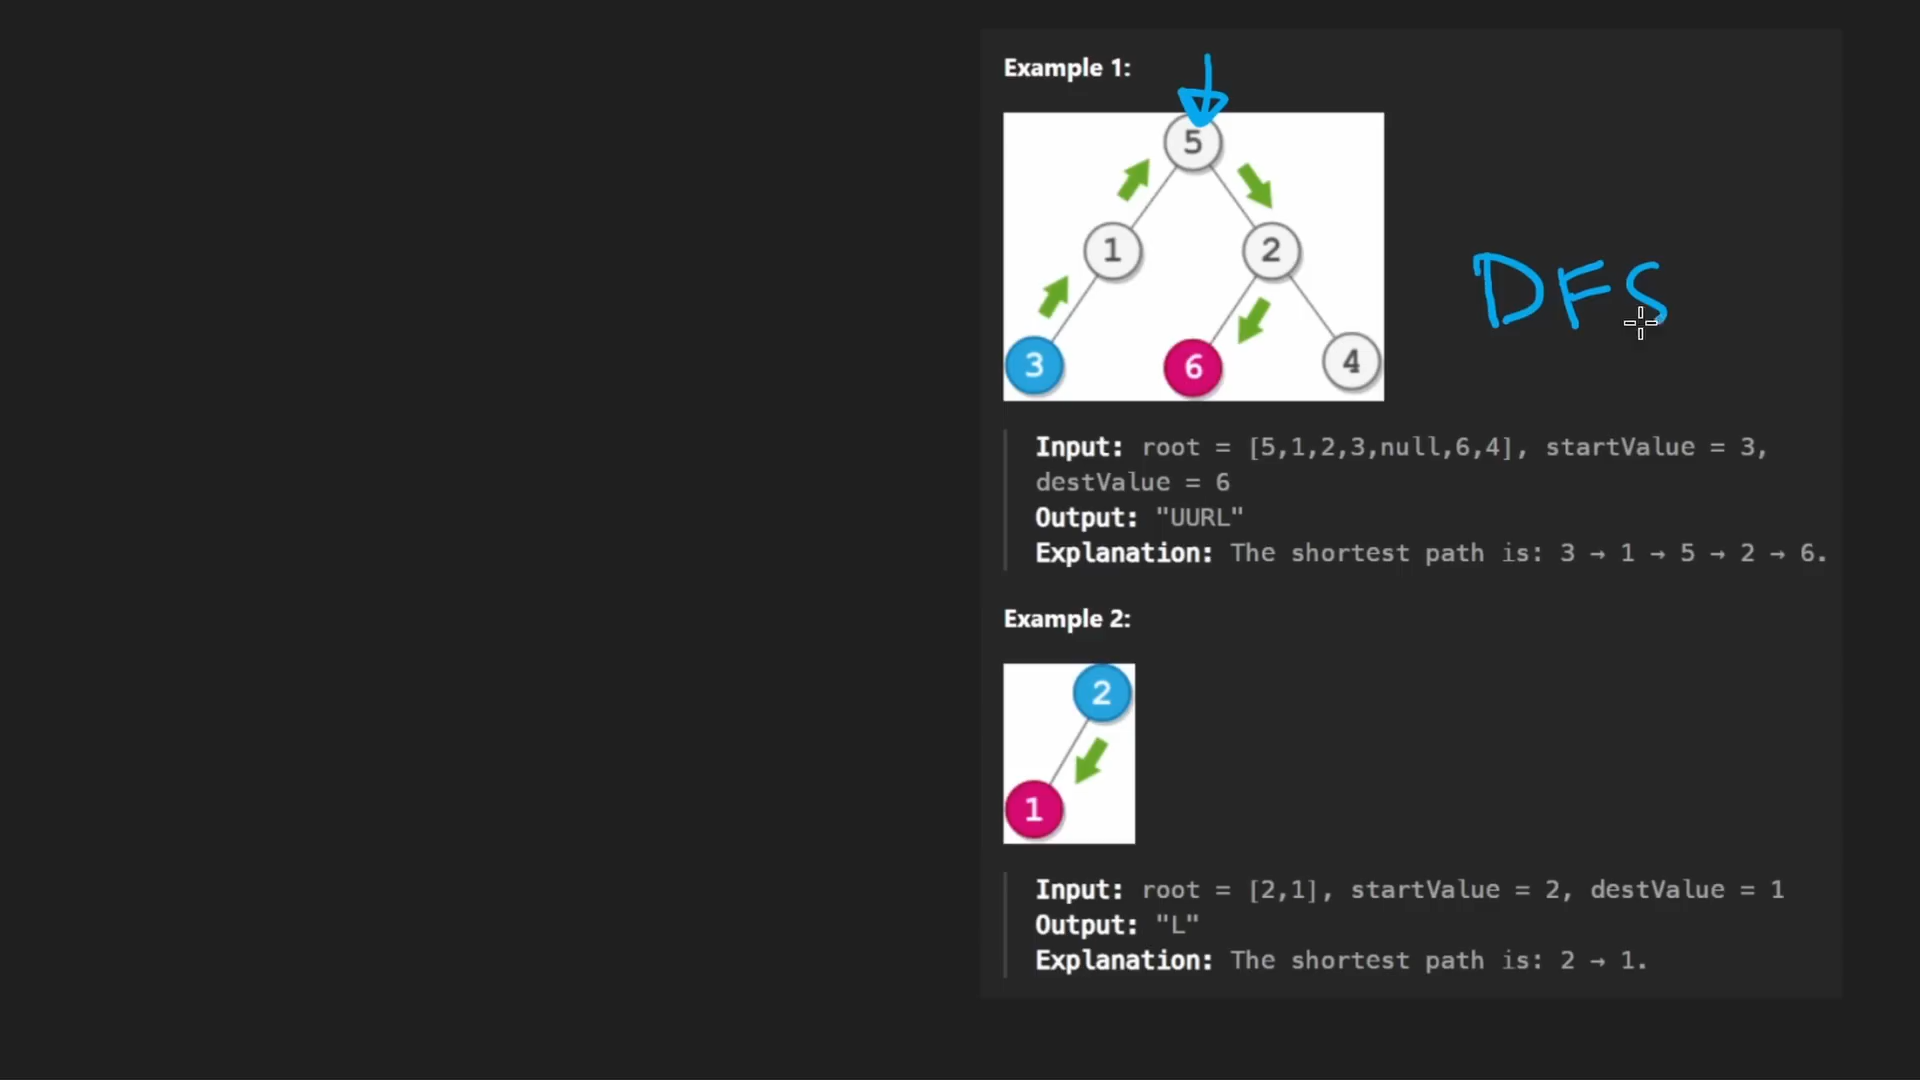 Example 1:
5
1
2
DFS
3
6
4
Input: root = [5,1,2,3,null,6,4], startValue = 3,
destValue = 6
Output: "UURL"
Explanation: The shortest path is: 3 → 1 → 5 → 2 → 6.
Example 2:
2
1
Input: root = [2,1], startValue = 2, destValue = 1
Output: "L"
Explanation: The shortest path is: 2 → 1.